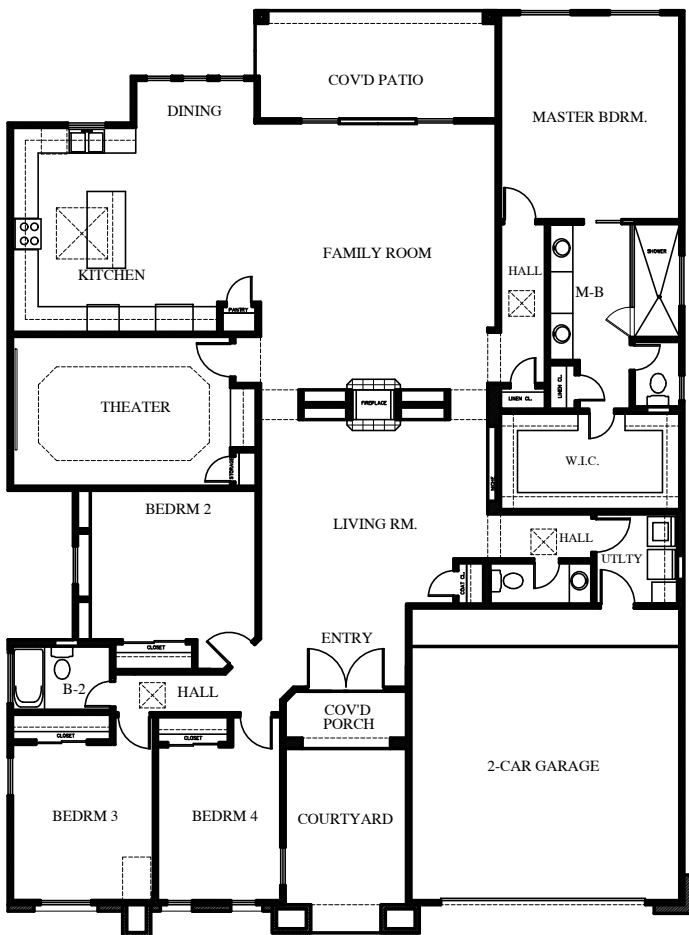 COV'D PATIO
DINING
MASTER BDRM.
FAMILY ROOM
SHOWER
KITCHEN
HALL
M-B
PANTRY
THEATER
FIREPLACE
LINEN CL.
LINEN CL.
STORAGE
W.I.C.
NICHE
BEDRM 2
LIVING RM.
HALL
UTLTY
COAT CL.
ENTRY
CLOSET
B-2
HALL
COV'D
PORCH
CLOSET
CLOSET
2-CAR GARAGE
BEDRM 3
BEDRM 4
COURTYARD